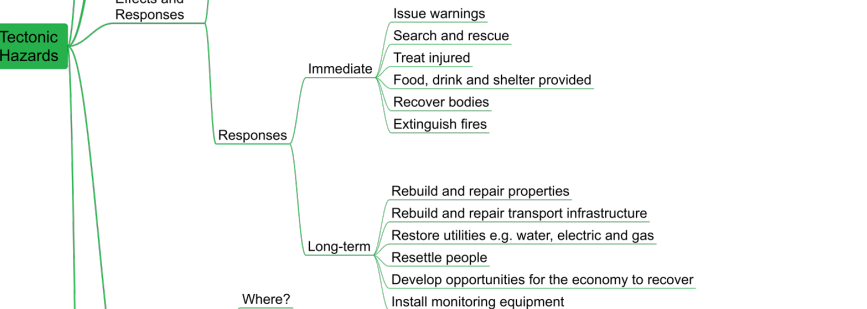 Effects and
Responses
Tectonic
Hazards
Responses
Immediate
Issue warnings
Search and rescue
Treat injured
Food, drink and shelter provided
Recover bodies
Extinguish fires
Long-term
Rebuild and repair properties
Rebuild and repair transport infrastructure
Restore utilities e.g. water, electric and gas
Resettle people
Develop opportunities for the economy to recover
Install monitoring equipment
Where?